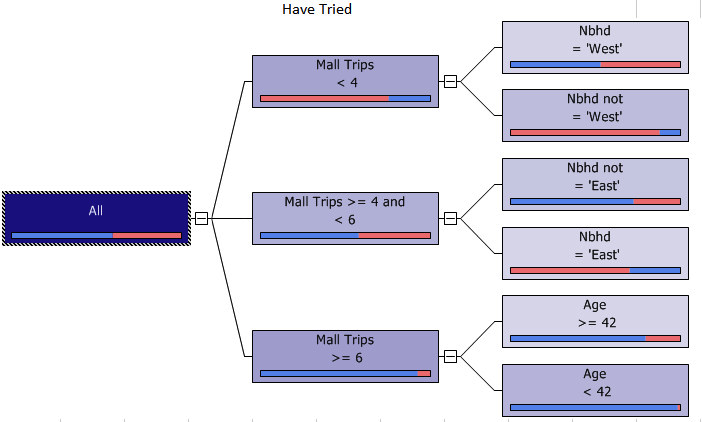 Have Tried
All
Mall Trips
< 4
Mall Trips >= 4 and
< 6
Mall Trips
>= 6
Nbhd
= 'West'
Nbhd not
= 'West'
Nbhd not
= 'East'
Nbhd
= 'East'
Age
>= 42
Age
< 42